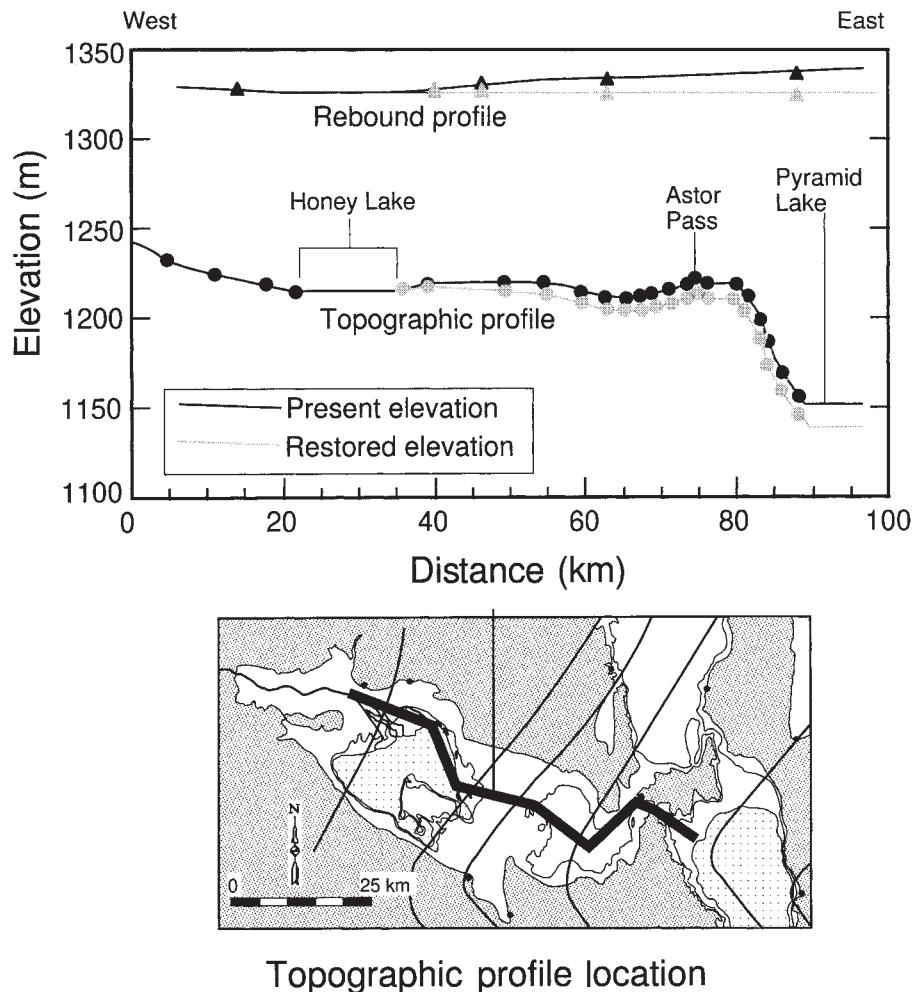 West
East
1350
1300
1250
1200
1150
1100
Elevation (m)
Rebound profile
Honey Lake
Astor
Pass
Pyramid
Lake
Topographic profile
Present elevation
Restored elevation
0
20
40
60
80
100
Distance (km)
N
0
25 km
Topographic profile location